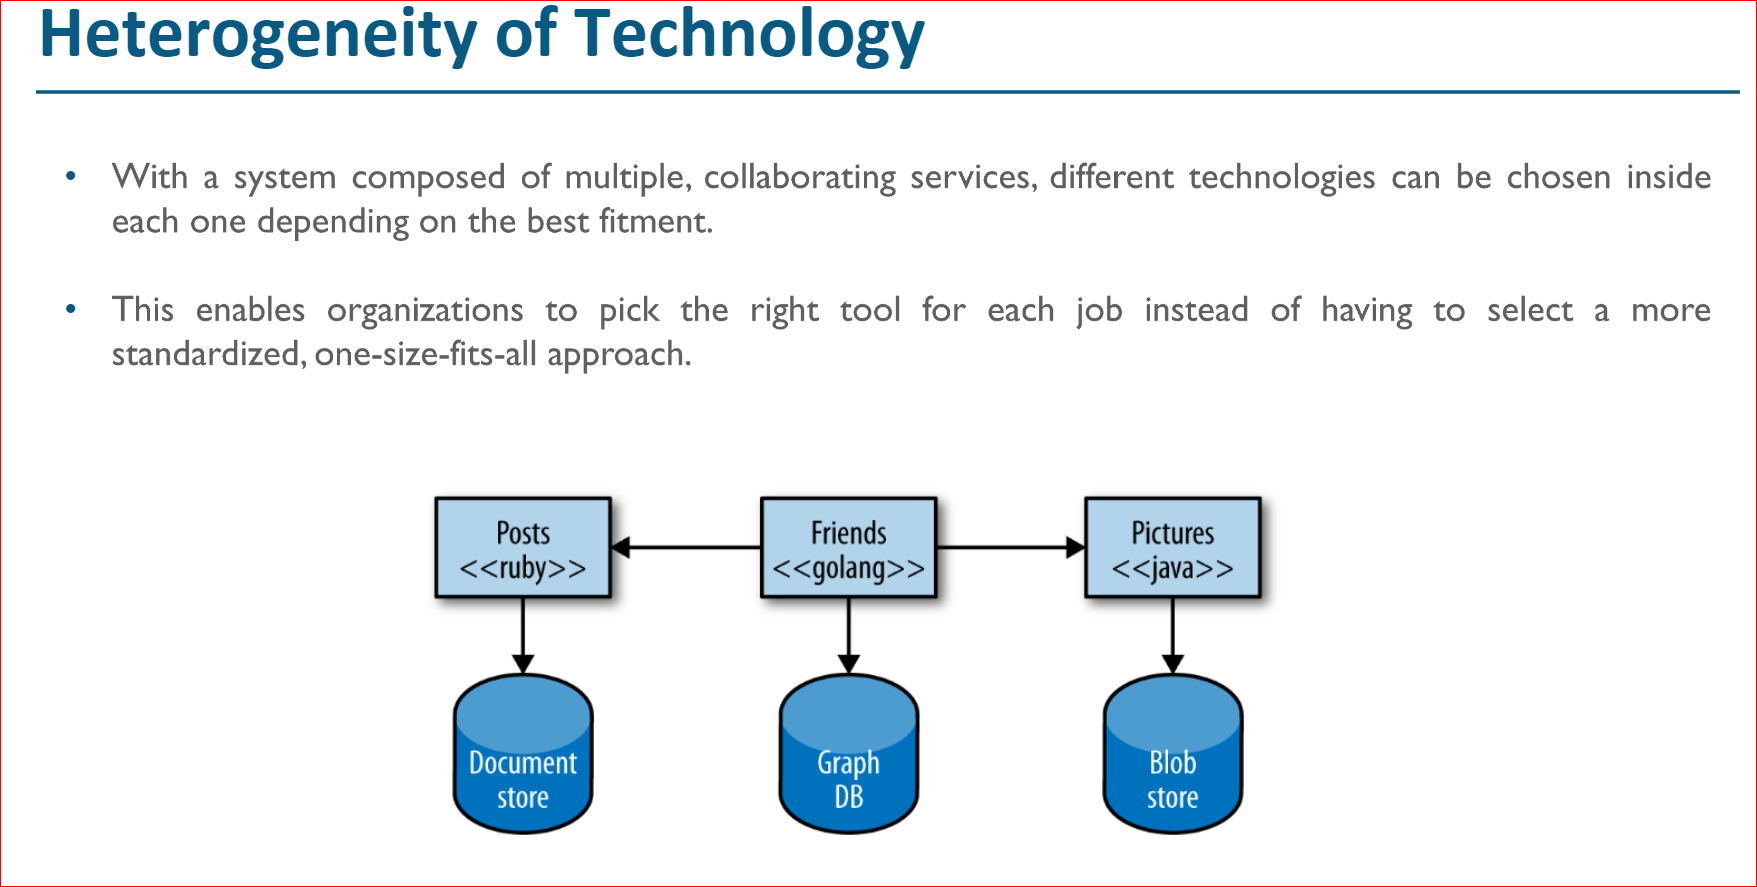 Heterogeneity of Technology
• With a system composed of multiple, collaborating services, different technologies can be chosen inside
each one depending on the best fitment.
• This enables organizations to pick the right tool for each job instead of having to select a more
standardized, one-size-fits-all approach.
Posts
<<ruby>>
Friends
<<golang>>
Pictures
<<java>>
Document
store
Graph
DB
Blob
store